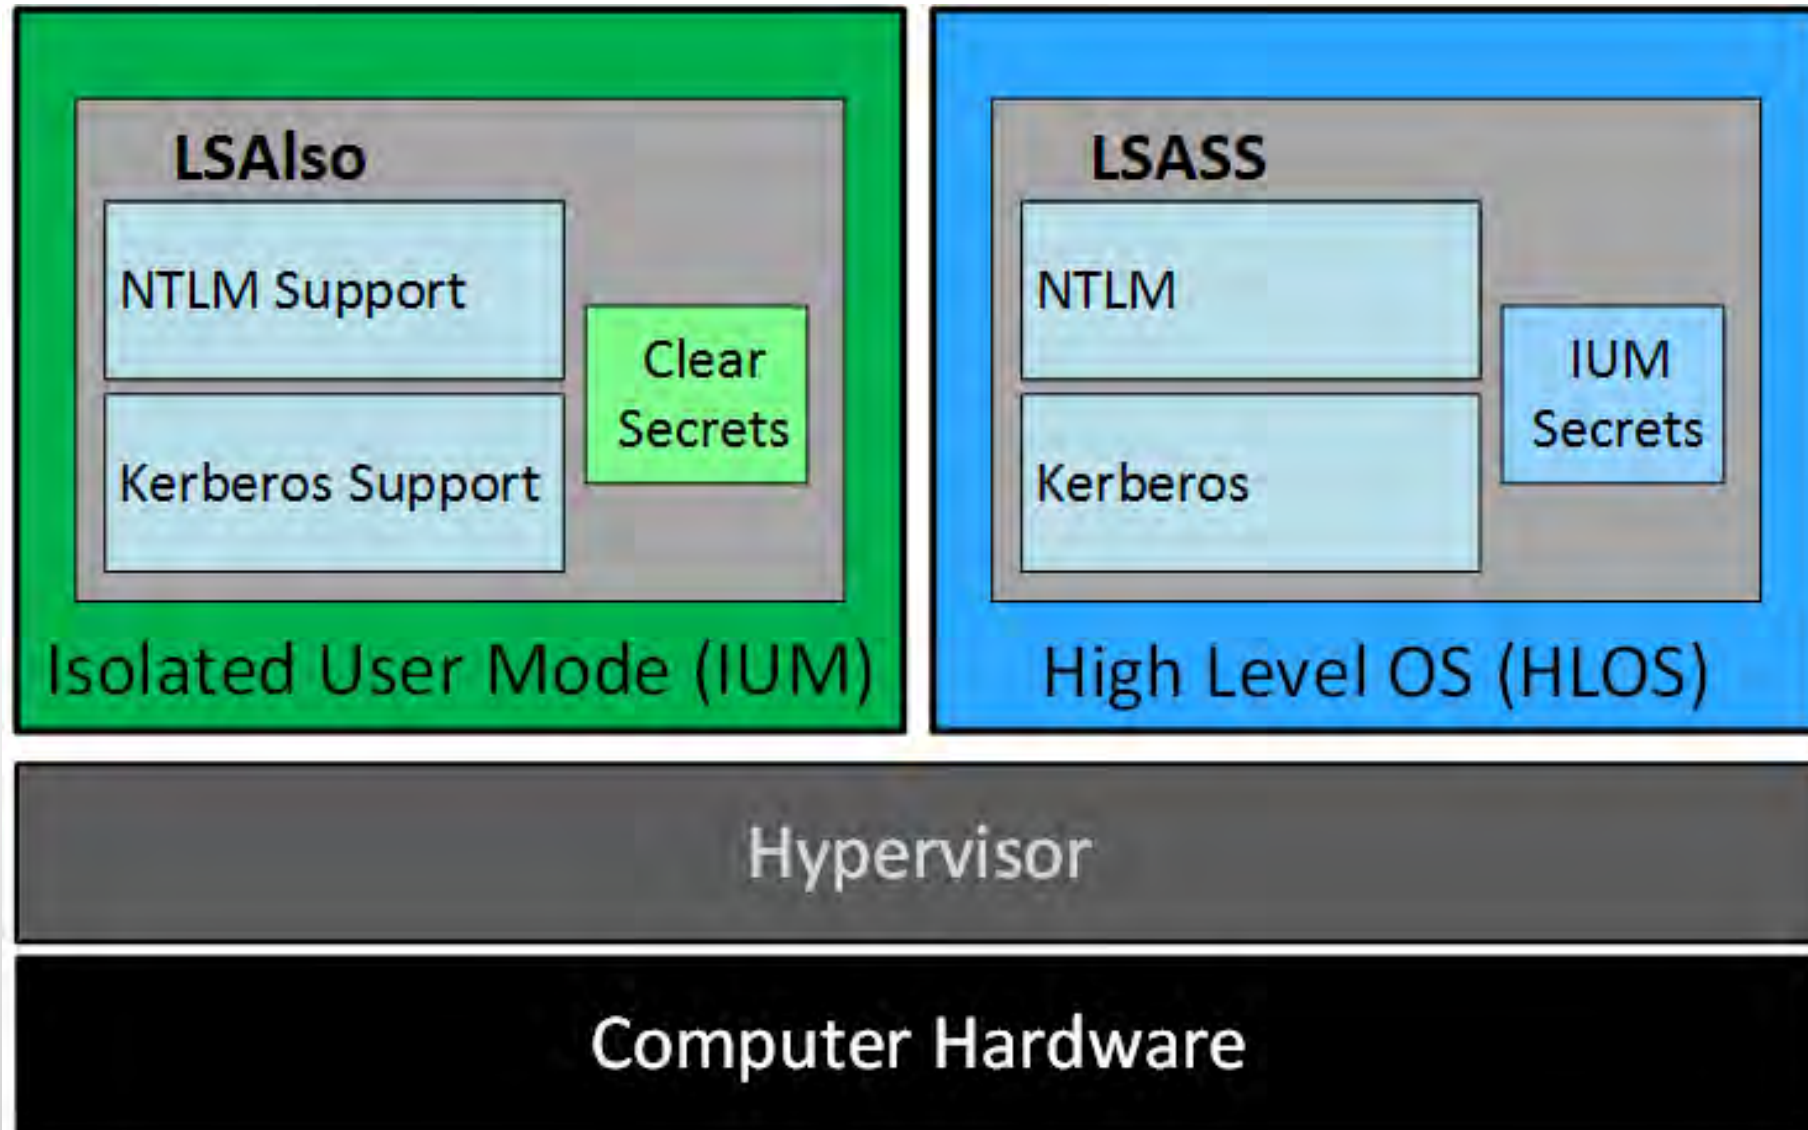 LSAlso
NTLM Support
Kerberos Support
Clear
Secrets
Isolated User Mode (IUM)
LSASS
NTLM
Kerberos
IUM
Secrets
High Level OS (HLOS)
Hypervisor
Computer Hardware